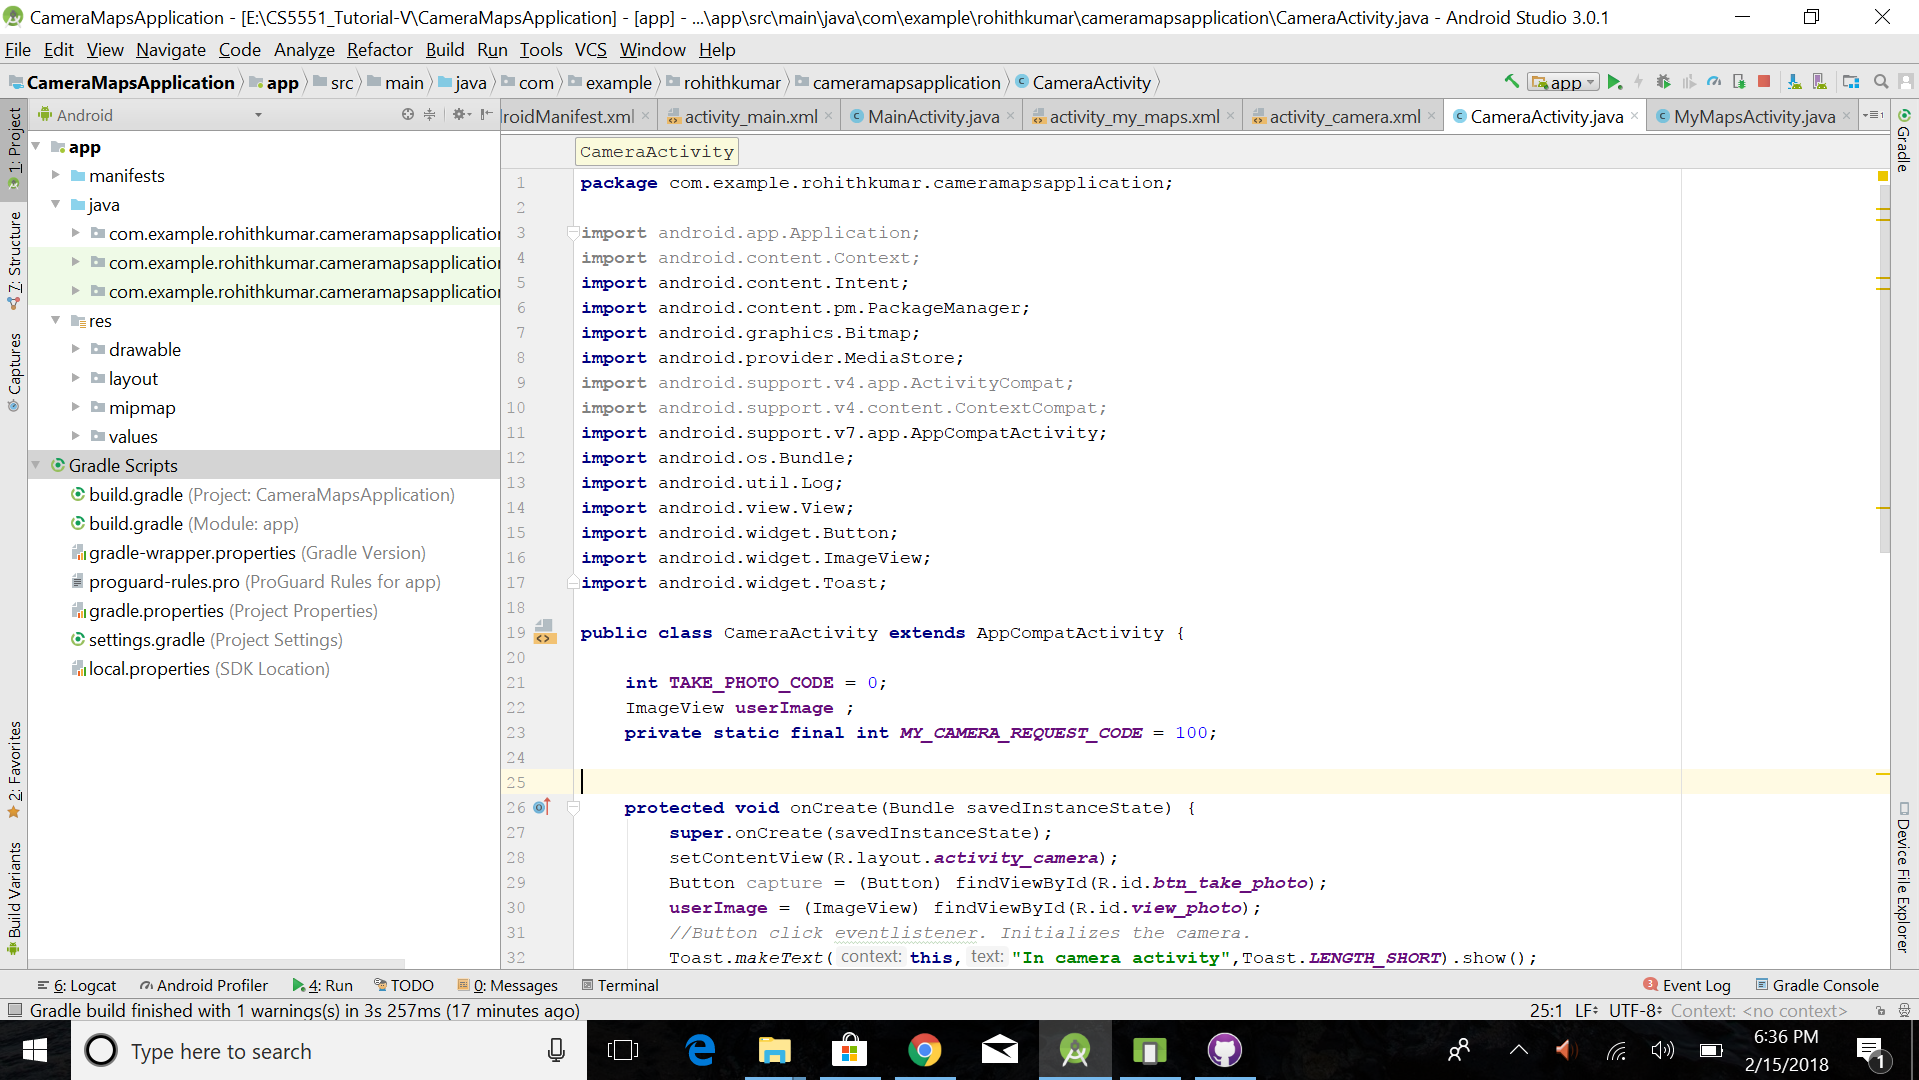 CameraMapsApplication - [E:\CS5551_Tutorial-V\CameraMapsApplication] - [app] - ...\app\src\main\java\com\example\rohithkumar\cameramapsapplication\CameraActivity.java - Android Studio 3.0.1
File Edit View Navigate Code Analyze Refactor Build Run Tools VCS Window Help
CameraMapsApplication app src main java com example rohithkumar cameramapsapplication CameraActivity app
Android
roidManifest.xml activity_main.xml MainActivity.java activity_my_maps.xml activity_camera.xml CameraActivity.java MyMapsActivity.java
1: Project
7: Structure
Captures
2: Favorites
Build Variants
Gradle
Device File Explorer
app
manifests
java
com.example.rohithkumar.cameramapsapplication
com.example.rohithkumar.cameramapsapplication
com.example.rohithkumar.cameramapsapplication
res
drawable
layout
mipmap
values
Gradle Scripts
build.gradle (Project: CameraMapsApplication)
build.gradle (Module: app)
gradle-wrapper.properties (Gradle Version)
proguard-rules.pro (ProGuard Rules for app)
gradle.properties (Project Properties)
settings.gradle (Project Settings)
local.properties (SDK Location)
CameraActivity
1 package com.example.rohithkumar.cameramapsapplication;
2
3 import android.app.Application;
4 import android.content.Context;
5 import android.content.Intent;
6 import android.content.pm.PackageManager;
7 import android.graphics.Bitmap;
8 import android.provider.MediaStore;
9 import android.support.v4.app.ActivityCompat;
10 import android.support.v4.content.ContextCompat;
11 import android.support.v7.app.AppCompatActivity;
12 import android.os.Bundle;
13 import android.util.Log;
14 import android.view.View;
15 import android.widget.Button;
16 import android.widget.ImageView;
17 import android.widget.Toast;
18
19 public class CameraActivity extends AppCompatActivity {
20
21 int TAKE_PHOTO_CODE = 0;
22 ImageView userImage ;
23 private static final int MY_CAMERA_REQUEST_CODE = 100;
24
25
26 protected void onCreate(Bundle savedInstanceState) {
27 super.onCreate(savedInstanceState);
28 setContentView(R.layout.activity_camera);
29 Button capture = (Button) findViewById(R.id.btn_take_photo);
30 userImage = (ImageView) findViewById(R.id.view_photo);
31 //Button click eventlistener. Initializes the camera.
32 Toast.makeText( context: this, text: "In camera activity",Toast.LENGTH_SHORT).show();
6: Logcat Android Profiler 4: Run TODO 0: Messages Terminal 3 Event Log Gradle Console
Gradle build finished with 1 warnings(s) in 3s 257ms (17 minutes ago) 25:1 LF UTF-8 Context: <no context>
Type here to search
6:36 PM
2/15/2018
1